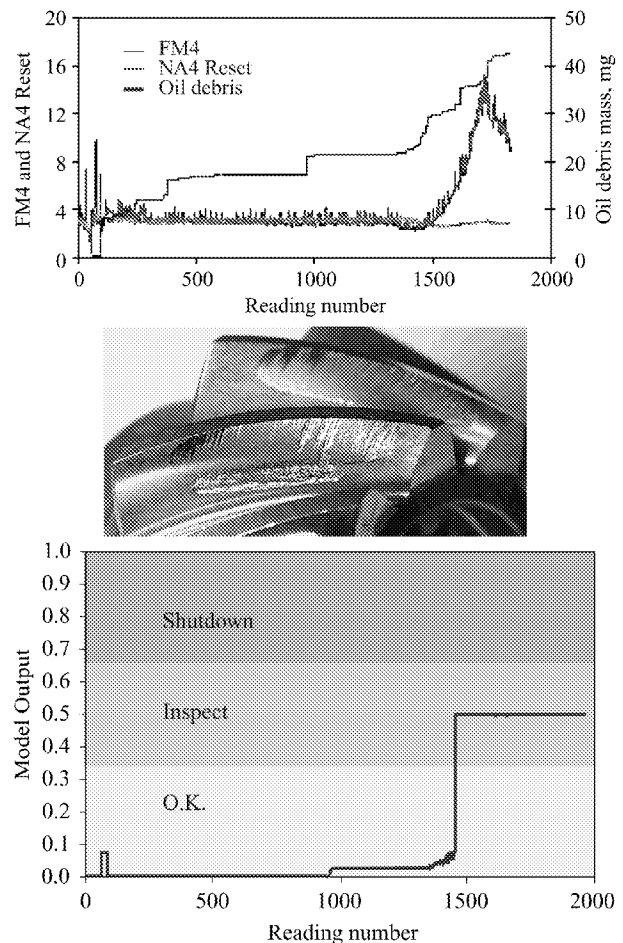 20
16
12
8
4
0
FM4 and NA4 Reset
FM4
NA4 Reset
Oil debris
50
40
30
20
10
0
Oil debris mass, mg
0 500 1000 1500 2000
Reading number
1.0
0.9
0.8
0.7
0.6
0.5
0.4
0.3
0.2
0.1
0.0
Model Output
Shutdown
Inspect
O.K.
0 500 1000 1500 2000
Reading number